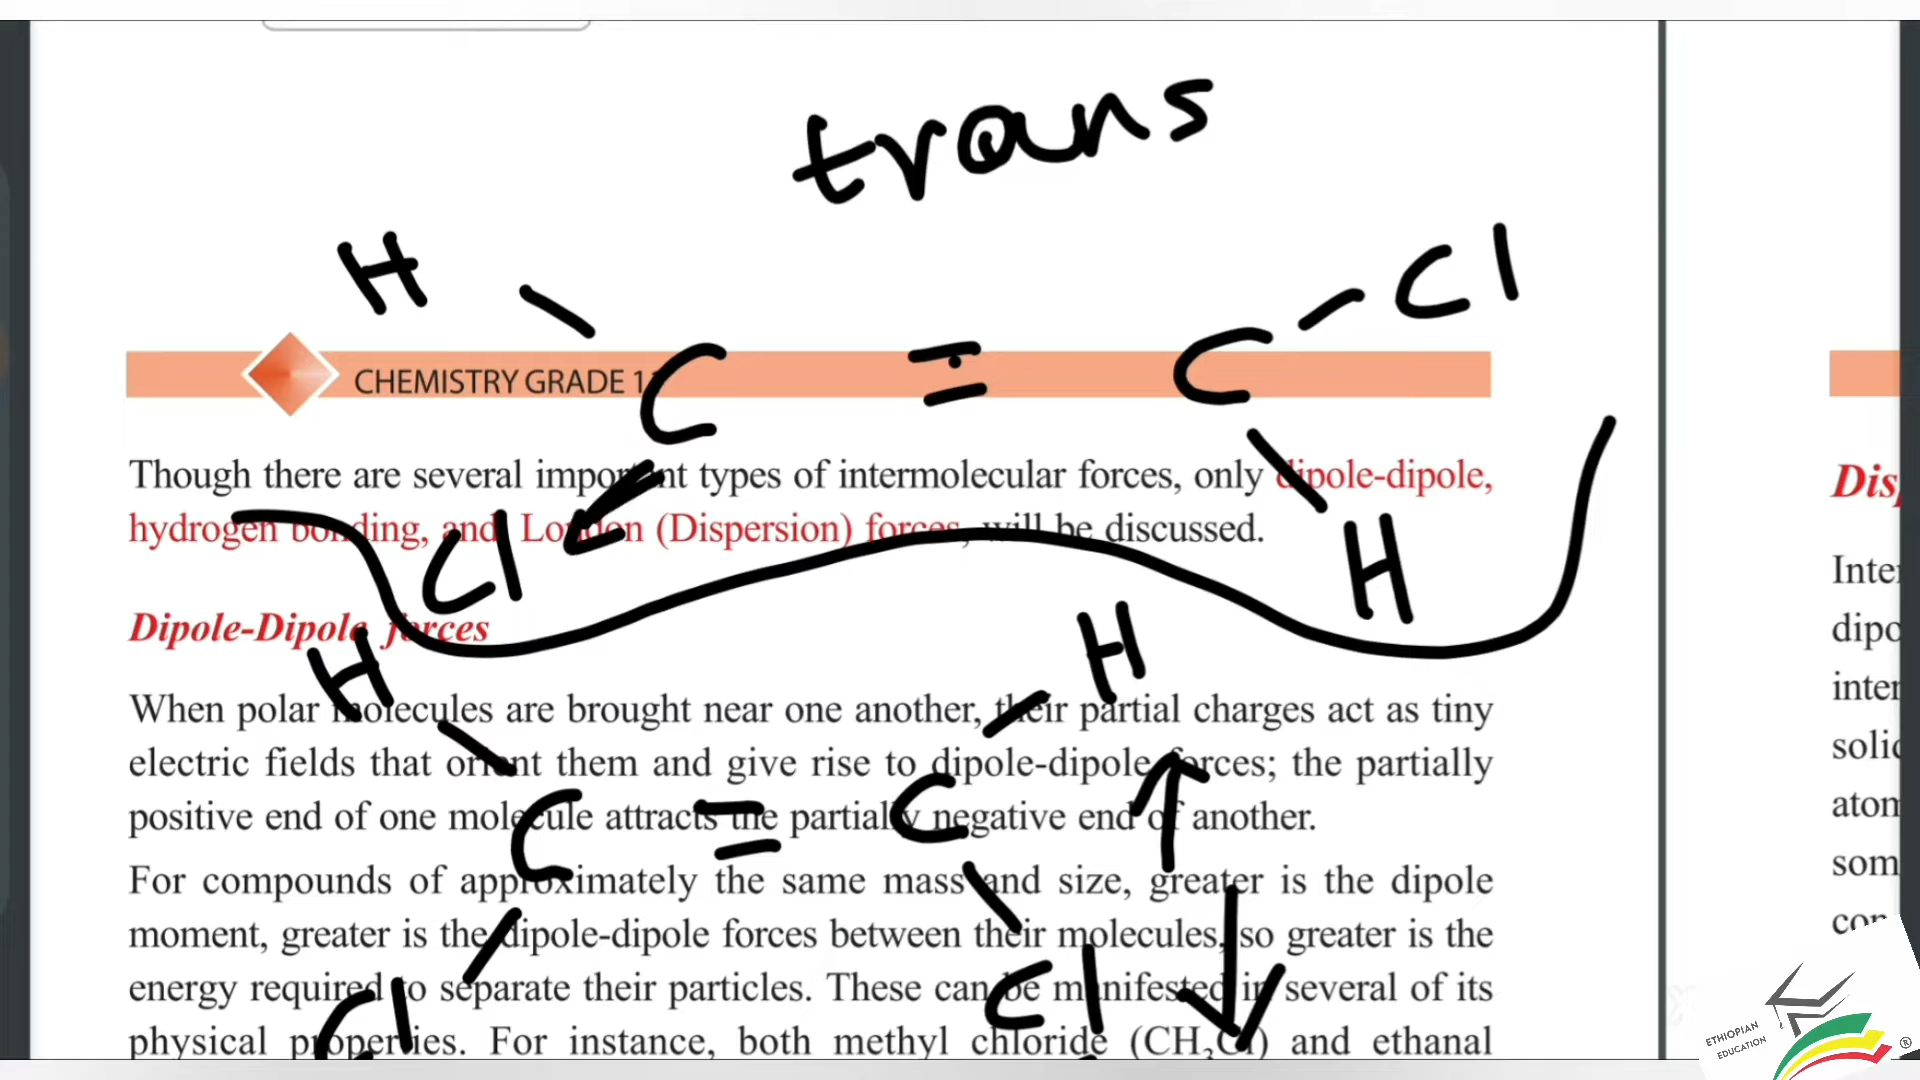 trans
H Cl
C = C
Cl H
CHEMISTRY GRADE 1
Though there are several important types of intermolecular forces, only dipole-dipole,
hydrogen bonding, and London (Dispersion) forces, will be discussed.
Dipole-Dipole forces
H H
When polar molecules are brought near one another, their partial charges act as tiny
electric fields that orient them and give rise to dipole-dipole forces; the partially
C = C
positive end of one molecule attracts the partially negative end of another.
For compounds of approximately the same mass and size, greater is the dipole
moment, greater is the dipole-dipole forces between their molecules, so greater is the
Cl Cl
energy required to separate their particles. These can be manifested in several of its
physical properties. For instance, both methyl chloride (CH₃Cl) and ethanal
Inte
dipo
inter
solid
atom
som
ETHIOPIAN
EDUCATION
®